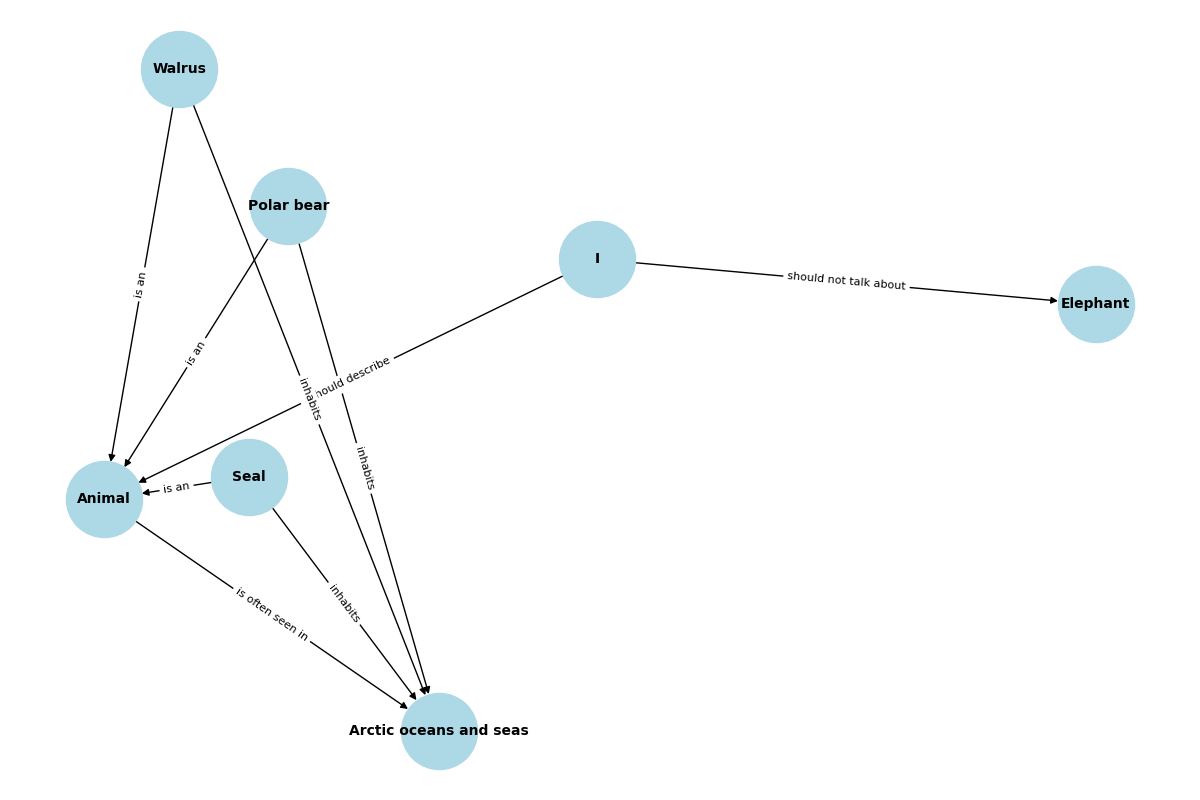 Walrus
Polar bear
I
should not talk about
Elephant
is an
is an
hould describe
inhabits
inhabits
Seal
is an
Animal
is often seen in
inhabits
Arctic oceans and seas